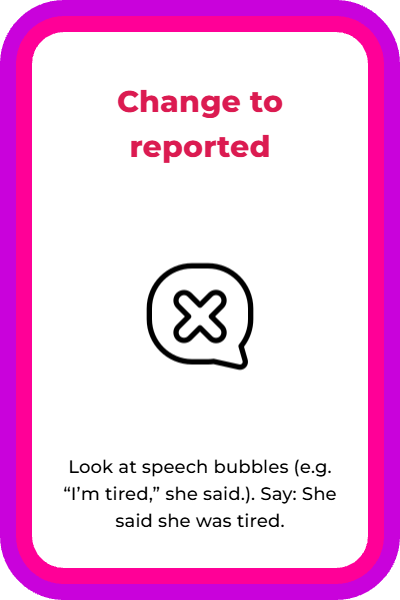 Change to
reported
Look at speech bubbles (e.g.
“I’m tired,” she said.). Say: She
said she was tired.